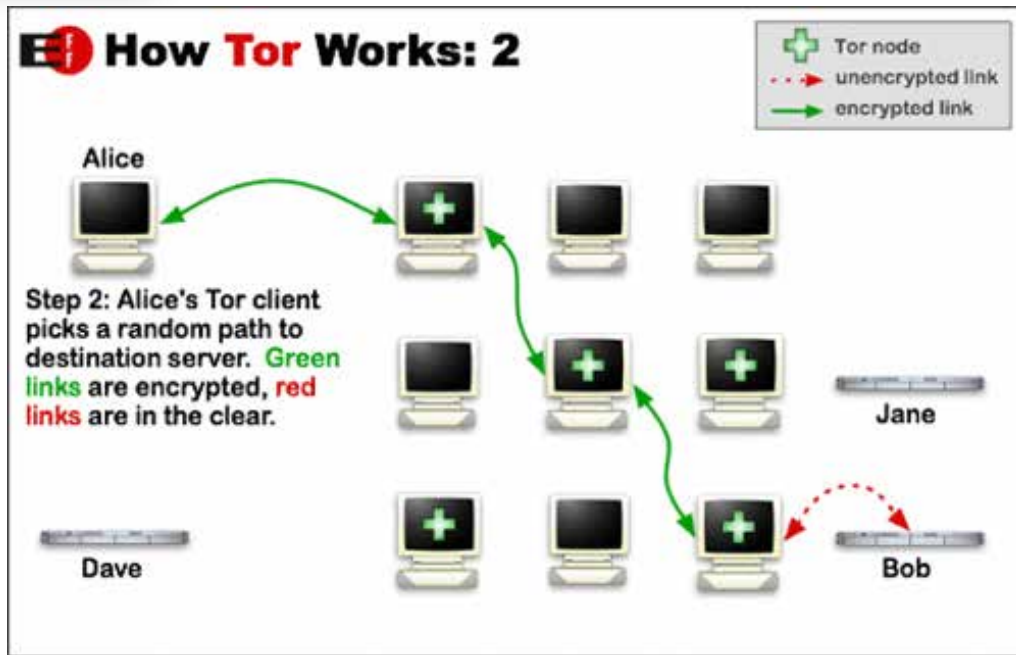 EFF How Tor Works: 2
Tor node
unencrypted link
encrypted link
Alice
Step 2: Alice's Tor client
picks a random path to
destination server. Green
links are encrypted, red
links are in the clear.
Jane
Dave
Bob